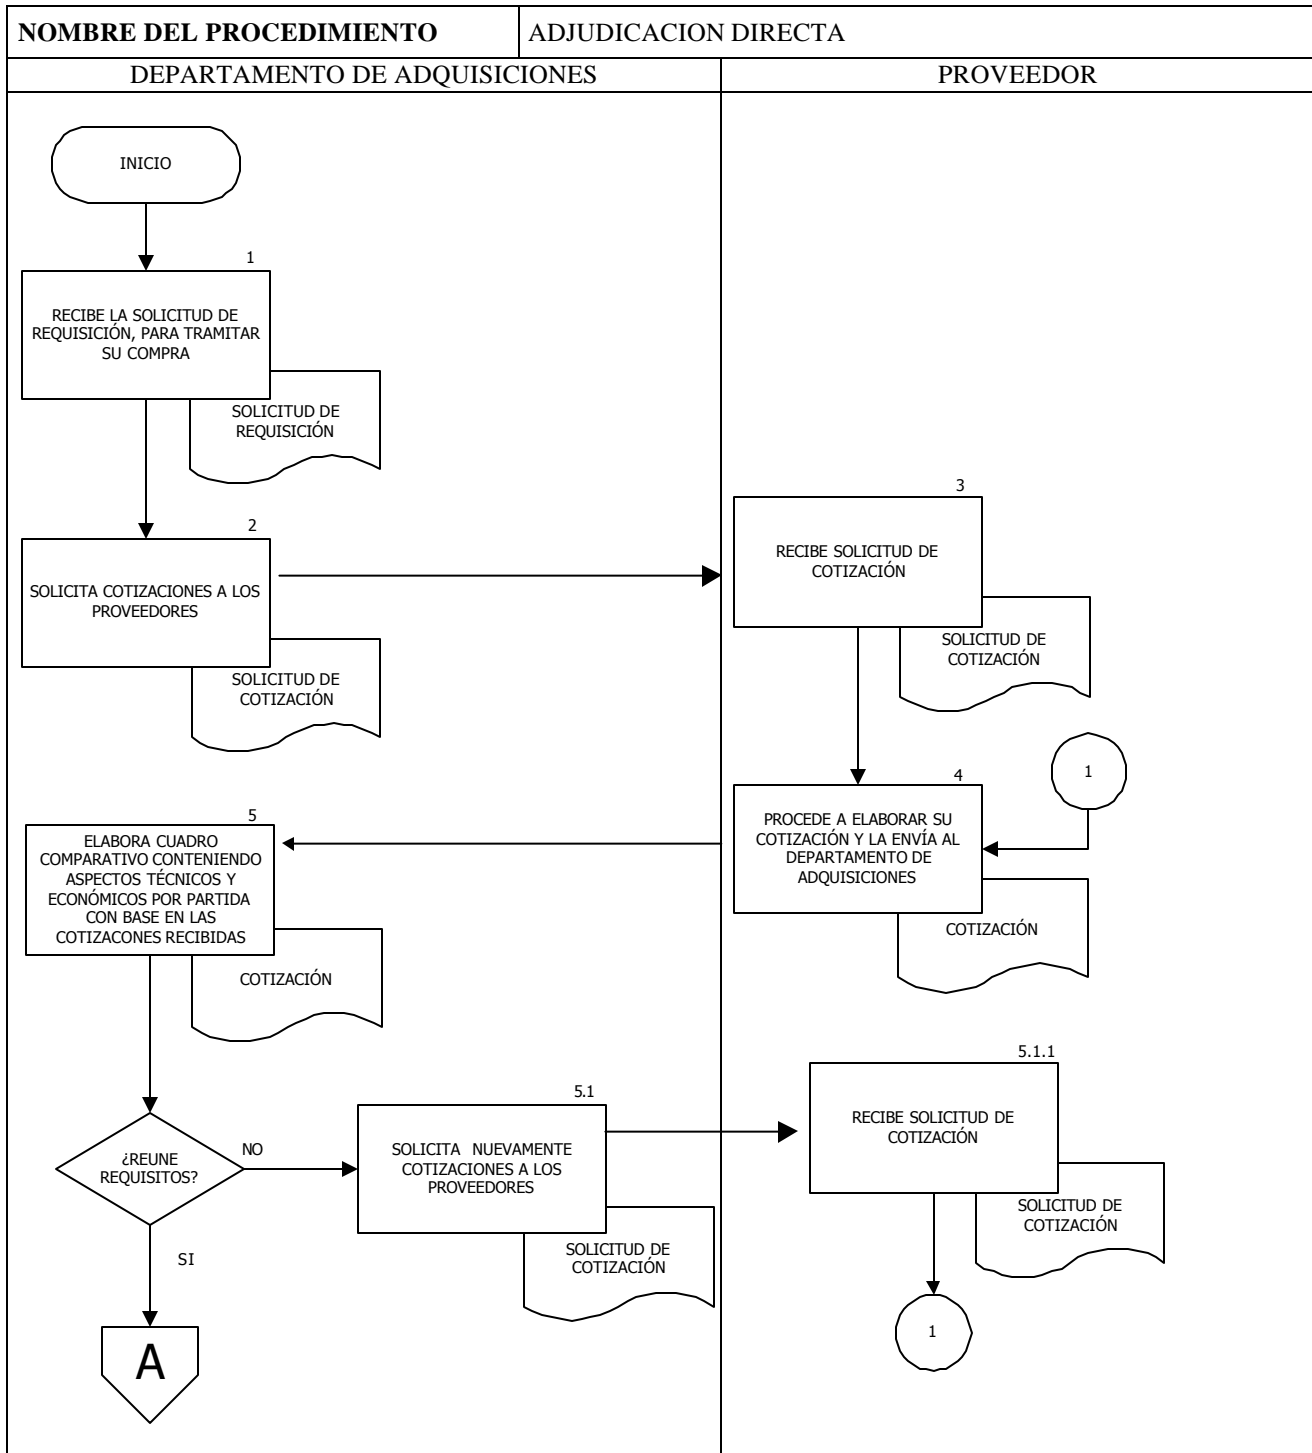 NOMBRE DEL PROCEDIMIENTO
ADJUDICACION DIRECTA
DEPARTAMENTO DE ADQUISICIONES
PROVEEDOR
INICIO
1
RECIBE LA SOLICITUD DE
REQUISICIÓN, PARA TRAMITAR
SU COMPRA
SOLICITUD DE
REQUISICIÓN
2
SOLICITA COTIZACIONES A LOS
PROVEEDORES
SOLICITUD DE
COTIZACIÓN
3
RECIBE SOLICITUD DE
COTIZACIÓN
SOLICITUD DE
COTIZACIÓN
1
4
PROCEDE A ELABORAR SU
COTIZACIÓN Y LA ENVÍA AL
DEPARTAMENTO DE
ADQUISICIONES
COTIZACIÓN
5
ELABORA CUADRO
COMPARATIVO CONTENIENDO
ASPECTOS TÉCNICOS Y
ECONÓMICOS POR PARTIDA
CON BASE EN LAS
COTIZACONES RECIBIDAS
COTIZACIÓN
¿REUNE
REQUISITOS?
NO
SI
5.1
SOLICITA NUEVAMENTE
COTIZACIONES A LOS
PROVEEDORES
SOLICITUD DE
COTIZACIÓN
5.1.1
RECIBE SOLICITUD DE
COTIZACIÓN
SOLICITUD DE
COTIZACIÓN
1
A